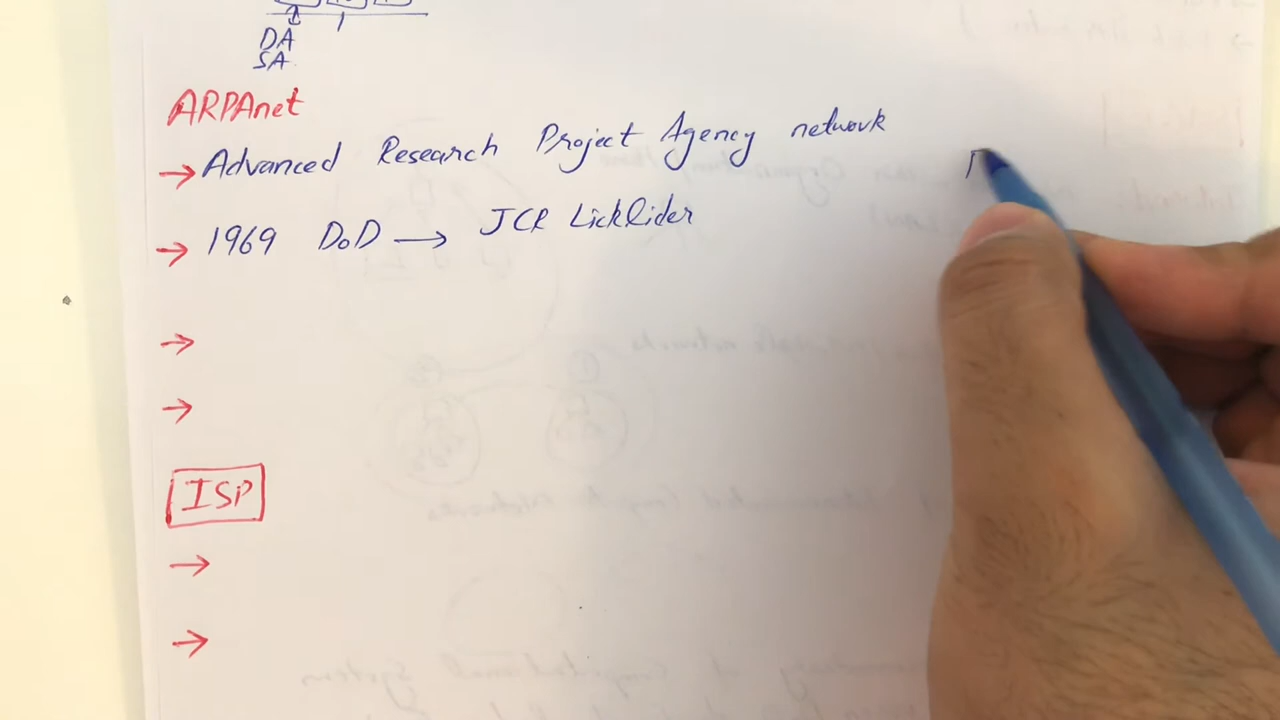 DA
SA
ARPAnet
→ Advanced Research Project Agency network
→ 1969 DoD → JCR Licklider
→
→
ISP
→
→